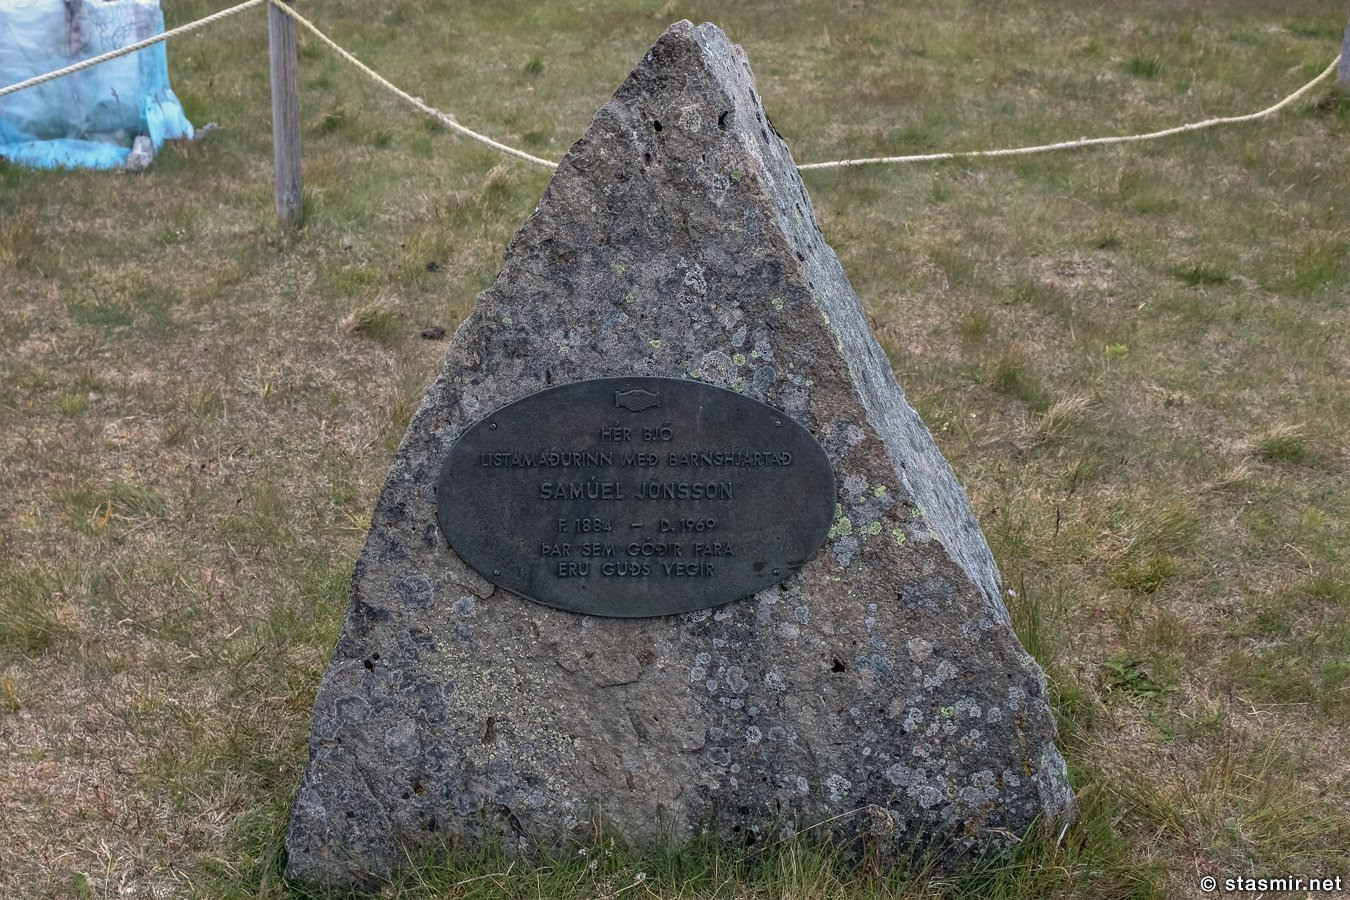 HÉR BJÓ
LISTAMAÐURINN MEÐ BARNSHJARTAÐ
SAMÚEL JÓNSSON
F. 1884 – D. 1969
ÞAR SEM GÓÐIR FARA
ERU GUÐS VEGIR
© stasmir.net